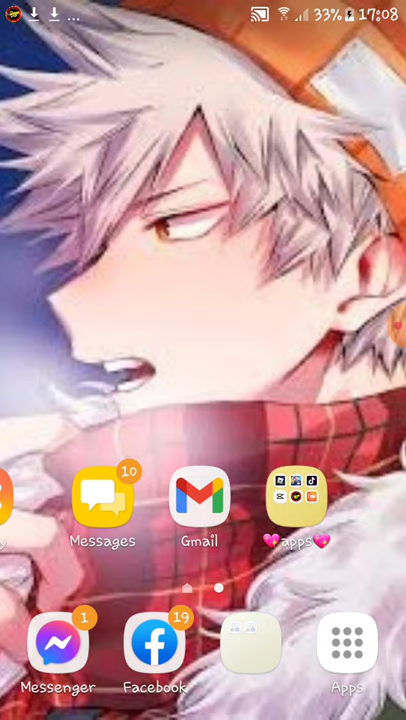 ... 33% 17:08
y 10
Messages Gmail 💖apps💖
1 19
Messenger Facebook Apps